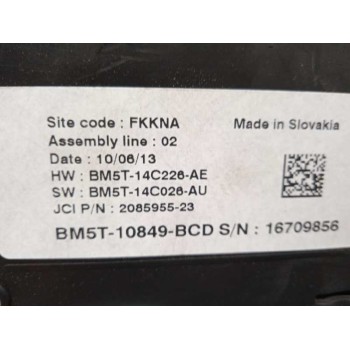 Site code : FKKNA Made in Slovakia
Assembly line : 02
Date : 10/06/13
HW : BM5T-14C226-AE
SW : BM5T-14C026-AU
JCI P/N : 2085955-23
BM5T-10849-BCD S/N : 16709856